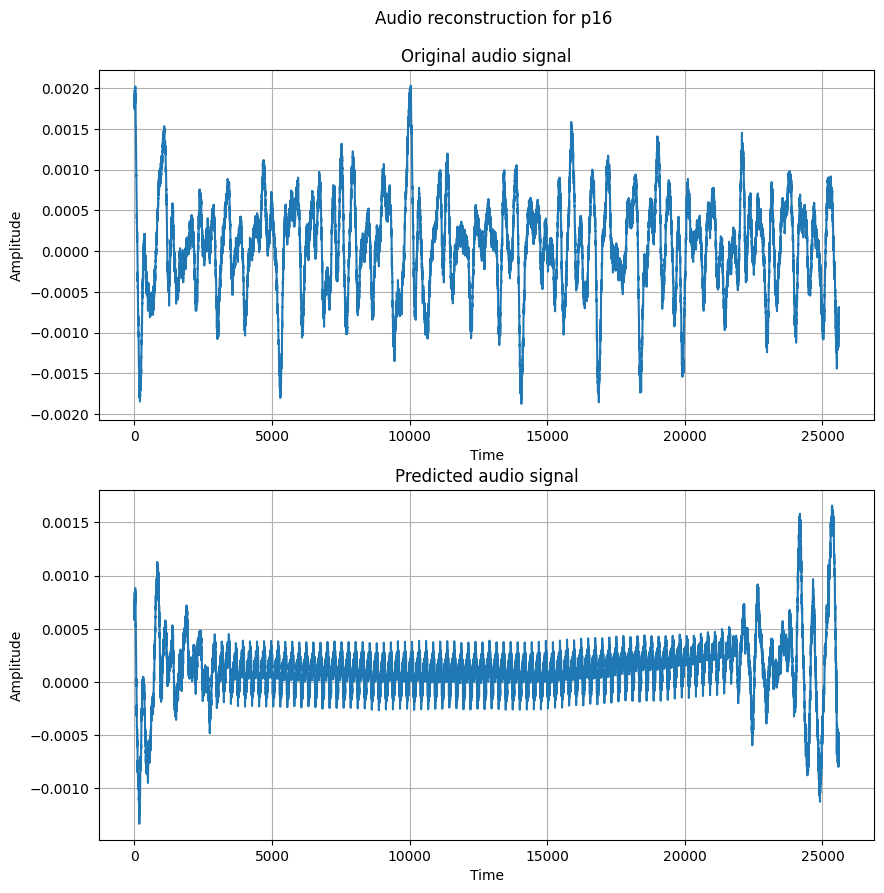 Audio reconstruction for p16
Original audio signal
0.0020
0.0015
0.0010
0.0005
0.0000
−0.0005
−0.0010
−0.0015
−0.0020
Amplitude
0 5000 10000 15000 20000 25000
Time
Predicted audio signal
0.0015
0.0010
0.0005
0.0000
−0.0005
−0.0010
Amplitude
0 5000 10000 15000 20000 25000
Time